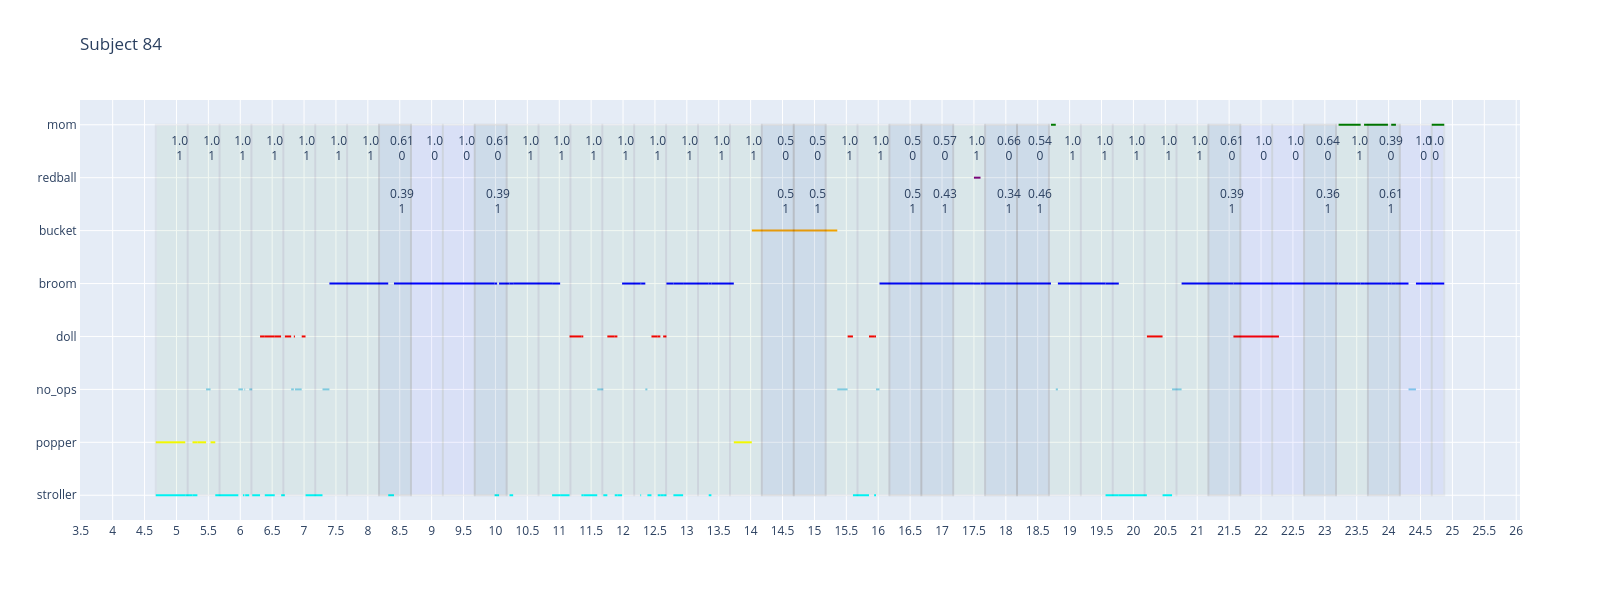 Subject 84
mom
1.0 1.0 1.0 1.0 1.0 1.0 1.0 0.61 1.0 1.0 0.61 1.0 1.0 1.0 1.0 1.0 1.0 1.0 1.0 0.5 0.5 1.0 1.0 0.5 0.57 1.0 0.66 0.54 1.0 1.0 1.0 1.0 1.0 0.61 1.0 1.0 0.64 1.0 0.39 1.0 1.0
1 1 1 1 1 1 1 0 0 0 0 1 1 1 1 1 1 1 1 0 0 1 1 0 0 1 0 0 1 1 1 1 1 0 0 0 0 1 0 0 0
redball
0.39 0.39 0.5 0.5 0.5 0.43 0.34 0.46 0.39 0.36 0.61
1 1 1 1 1 1 1 1 1 1 1
bucket
broom
doll
no_ops
popper
stroller
3.5 4 4.5 5 5.5 6 6.5 7 7.5 8 8.5 9 9.5 10 10.5 11 11.5 12 12.5 13 13.5 14 14.5 15 15.5 16 16.5 17 17.5 18 18.5 19 19.5 20 20.5 21 21.5 22 22.5 23 23.5 24 24.5 25 25.5 26